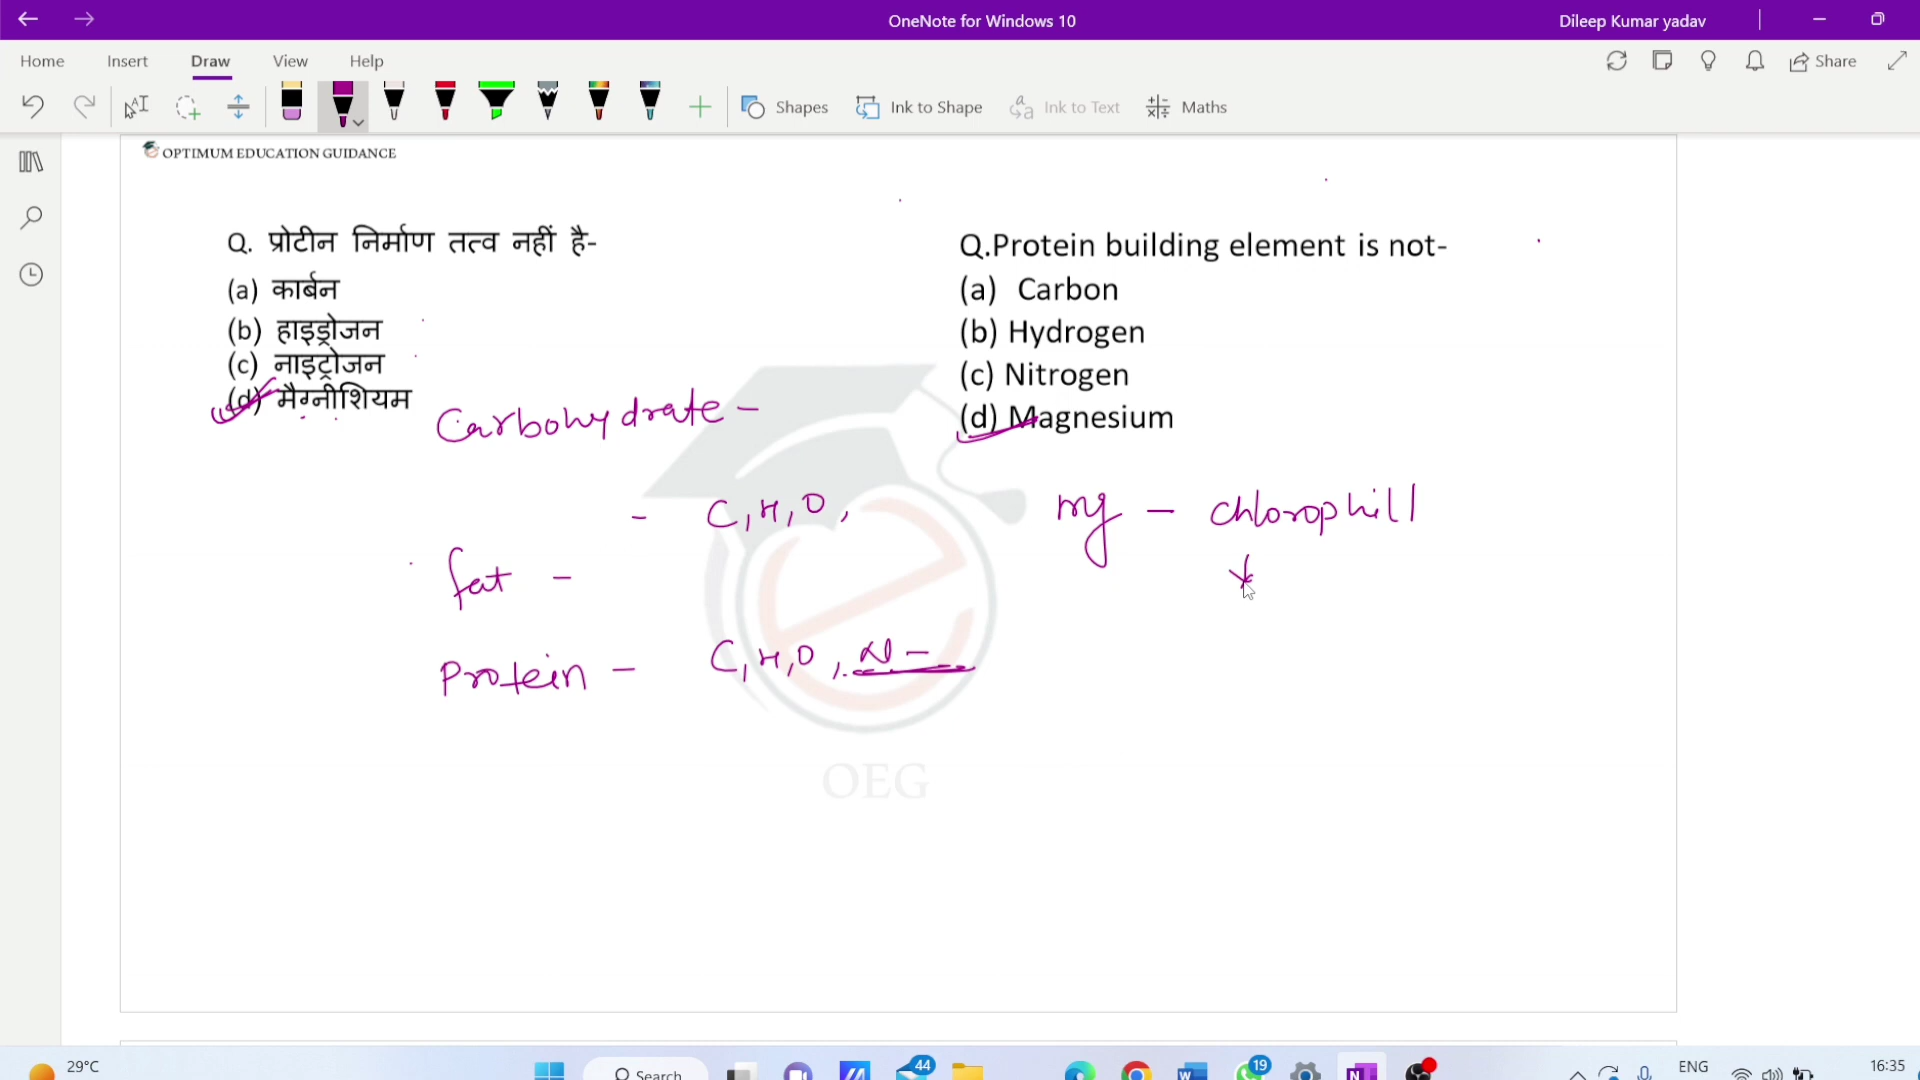 OneNote for Windows 10
Dileep Kumar yadav
Home Insert Draw View Help
Share
Shapes Ink to Shape Ink to Text Maths
OPTIMUM EDUCATION GUIDANCE
Q. प्रोटीन निर्माण तत्व नहीं है-
(a) कार्बन
(b) हाइड्रोजन
(c) नाइट्रोजन
(d) मैग्नीशियम
Q.Protein building element is not-
(a) Carbon
(b) Hydrogen
(c) Nitrogen
(d) Magnesium
Carbohydrate -
- C, H, O,
fat -
Protein - C, H, O, N -
mg - chlorophill
OEG
29°C
Search
44
19
ENG
16:35